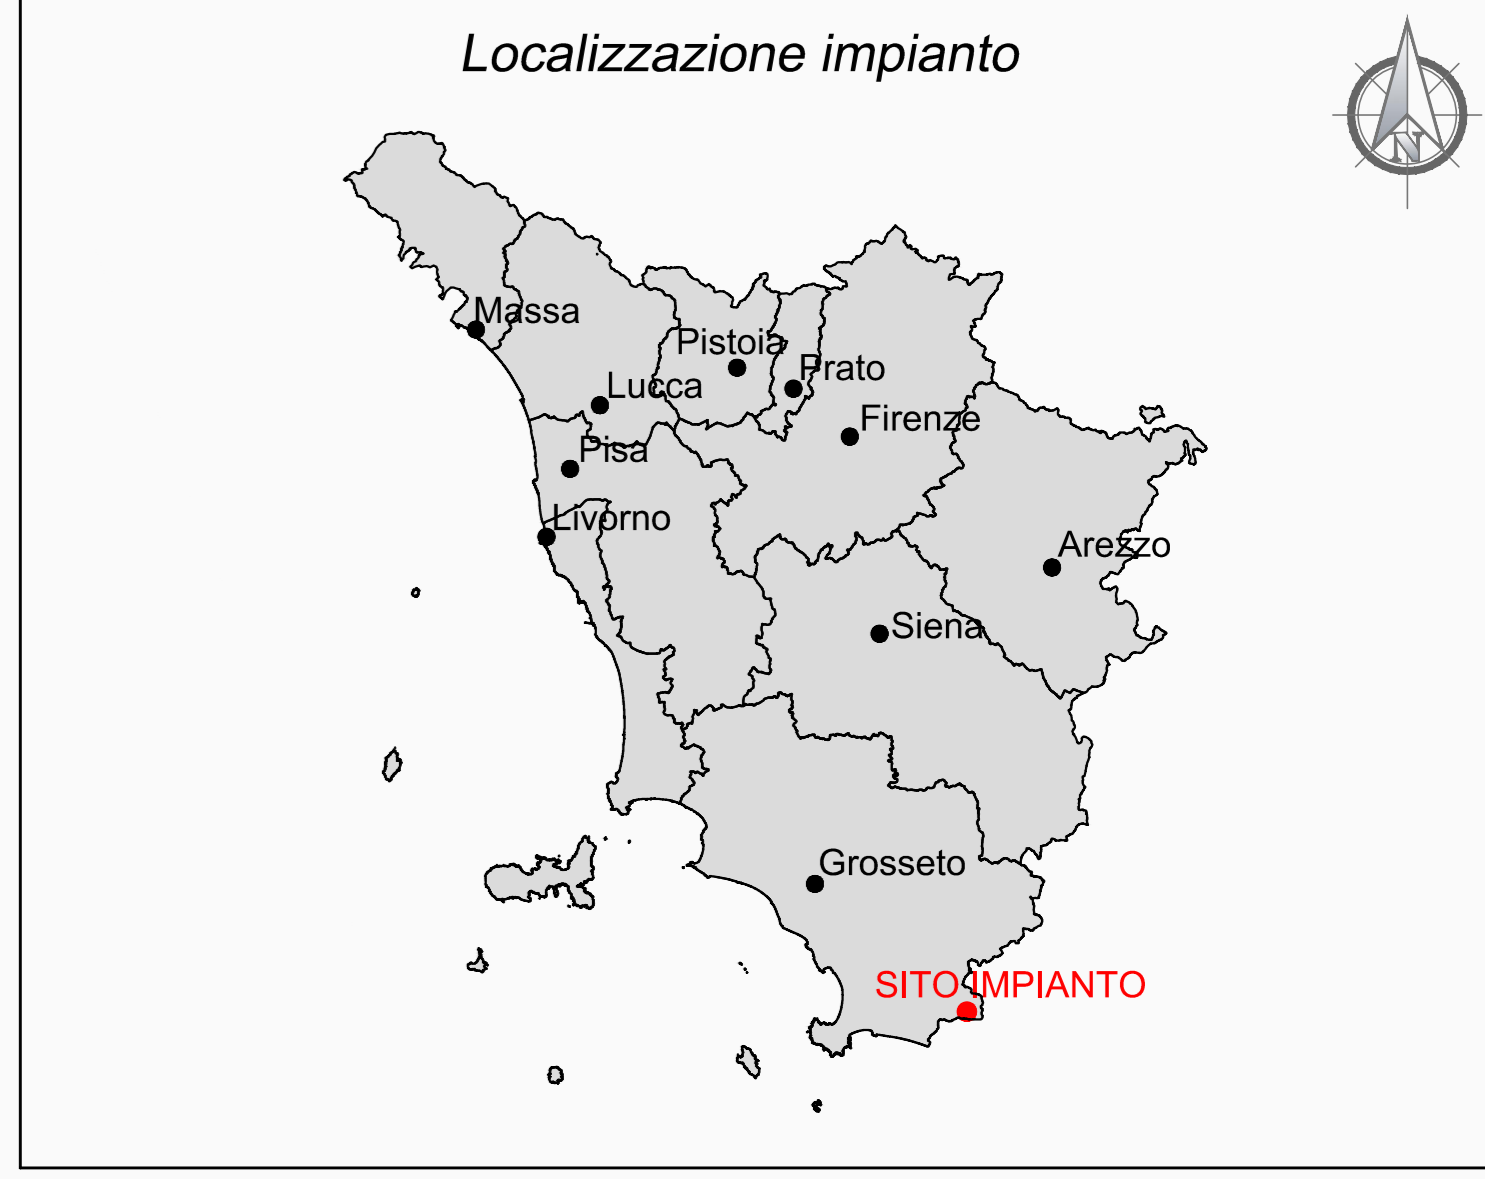 Localizzazione impianto
N
Massa
Pistoia
Prato
Lucca
Firenze
Pisa
Livorno
Arezzo
Siena
Grosseto
SITO IMPIANTO